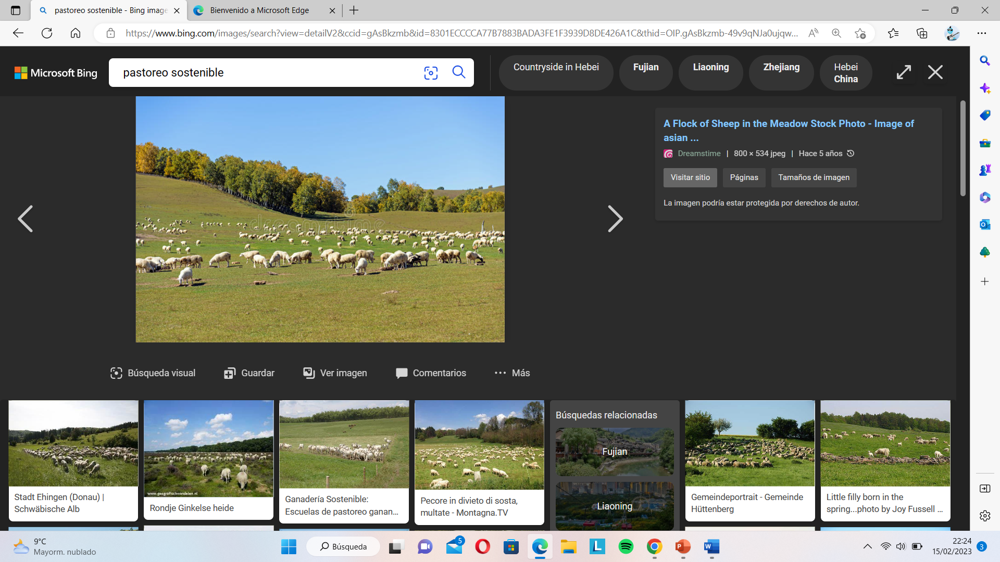 pastoreo sostenible - Bing image
Bienvenido a Microsoft Edge
https://www.bing.com/images/search?view=detailV2&ccid=gAsBkzmb&id=8301ECCCCA77B7883BADA3FE1F3939D8DE426A1C&thid=OIP.gAsBkzmb-49v9qNJa0ujqw...
Microsoft Bing
pastoreo sostenible
Countryside in Hebei
Fujian
Liaoning
Zhejiang
Hebei
China
dreamstime
A Flock of Sheep in the Meadow Stock Photo - Image of
asian ...
Dreamstime | 800 × 534 jpeg | Hace 5 años
Visitar sitio
Páginas
Tamaños de imagen
La imagen podría estar protegida por derechos de autor.
Búsqueda visual
Guardar
Ver imagen
Comentarios
Más
www.geografischwandelen.nl
Stadt Ehingen (Donau) |
Schwäbische Alb
Rondje Ginkelse heide
Ganadería Sostenible:
Escuelas de pastoreo ganan...
Pecore in divieto di sosta,
multate - Montagna.TV
Búsquedas relacionadas
Fujian
Liaoning
Gemeindeportrait - Gemeinde
Hüttenberg
Little filly born in the
spring...photo by Joy Fussell ...
9°C
Mayorm. nublado
Búsqueda
5
22:24
15/02/2023
3